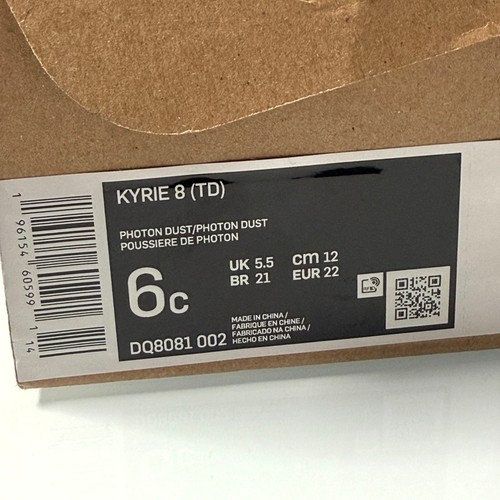 KYRIE 8 (TD)
PHOTON DUST/PHOTON DUST
POUSSIERE DE PHOTON
6C
UK 5.5 CM 12
BR 21 EUR 22
DQ8081 002
MADE IN CHINA /
FABRIQUE EN CHINE /
FABRICADO NA CHINA /
HECHO EN CHINA
1 96154 60599 1 14